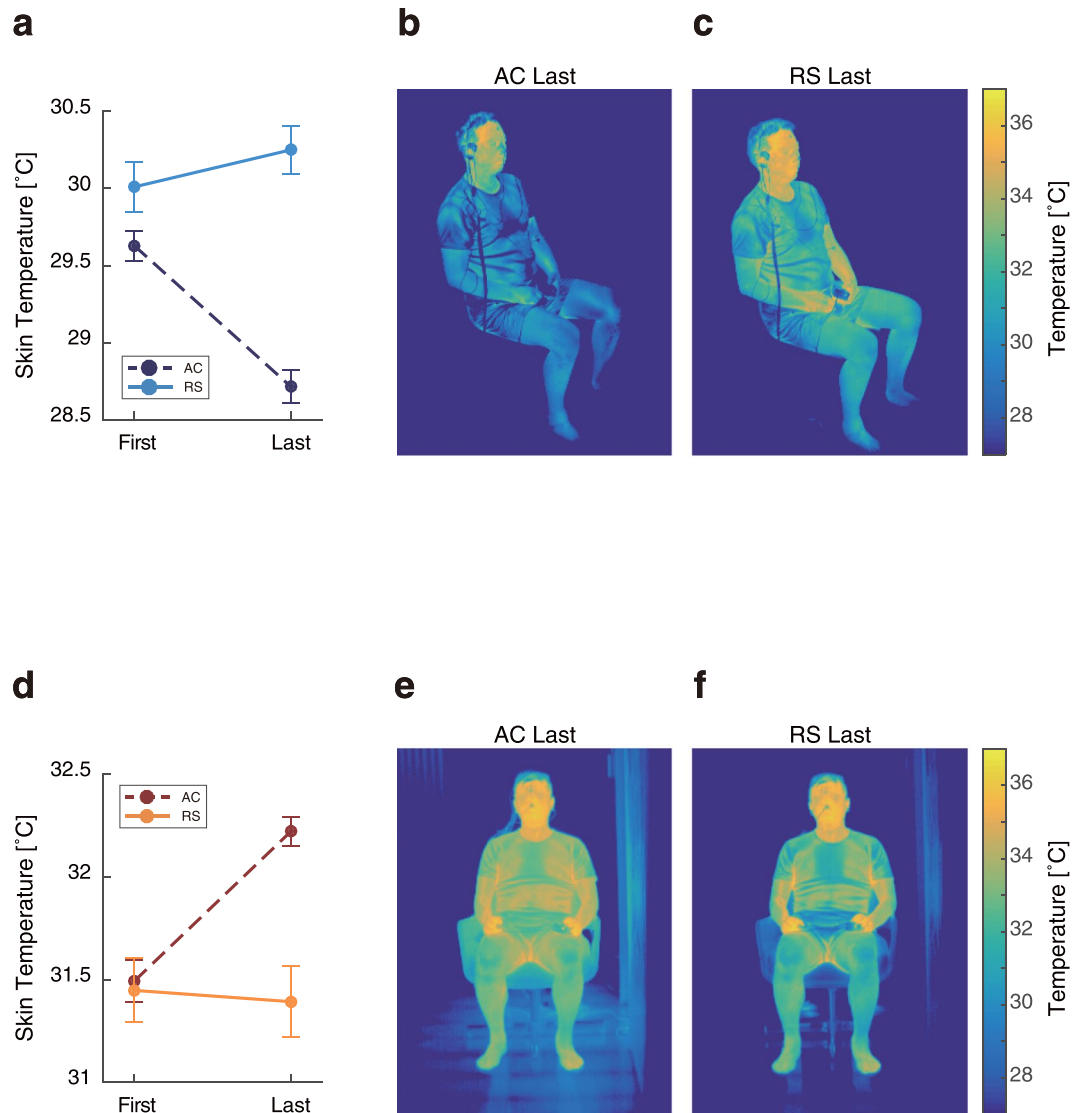 a
b
c
AC Last
RS Last
30.5
30
29.5
29
28.5
Skin Temperature [˚C]
AC
RS
First
Last
36
34
32
30
28
Temperature [˚C]
d
e
f
AC Last
RS Last
32.5
32
31.5
31
Skin Temperature [˚C]
AC
RS
First
Last
36
34
32
30
28
Temperature [˚C]